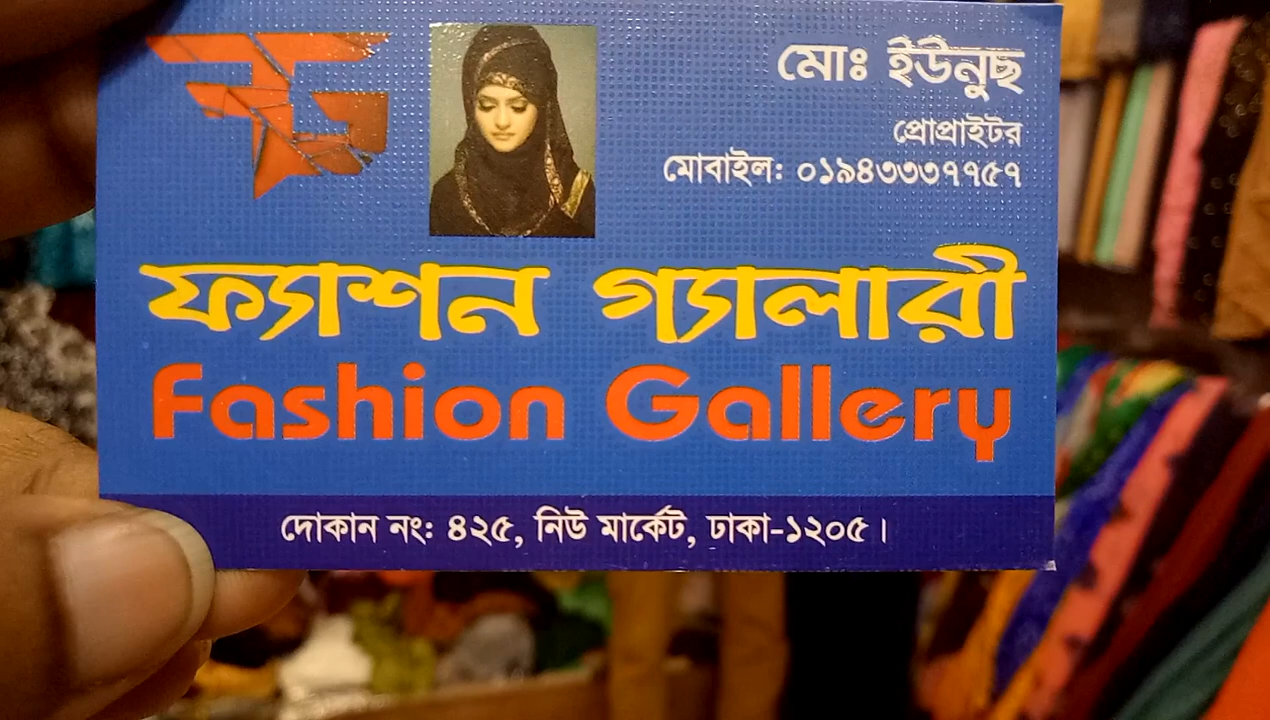 মোঃ ইউনুছ
প্রোপ্রাইটর
মোবাইল: ০১৯৪৩৩৩৭৭৫৭
ফ্যাশন গ্যালারী
Fashion Gallery
দোকান নং: ৪২৫, নিউ মার্কেট, ঢাকা-১২০৫।